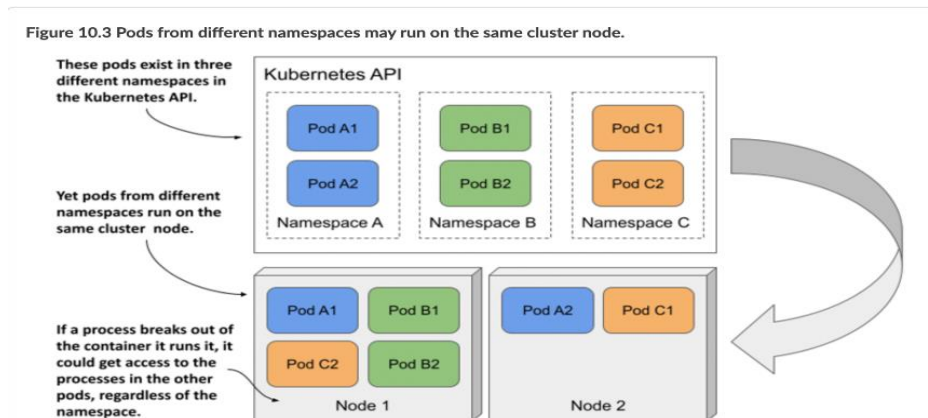 Figure 10.3 Pods from different namespaces may run on the same cluster node.
These pods exist in three
different namespaces in
the Kubernetes API.
Kubernetes API
Pod A1
Pod B1
Pod C1
Pod A2
Pod B2
Pod C2
Namespace A
Namespace B
Namespace C
Yet pods from different
namespaces run on the
same cluster node.
Pod A1
Pod B1
Pod A2
Pod C1
If a process breaks out of
the container it runs it, it
could get access to the
processes in the other
pods, regardless of the
namespace.
Pod C2
Pod B2
Node 1
Node 2